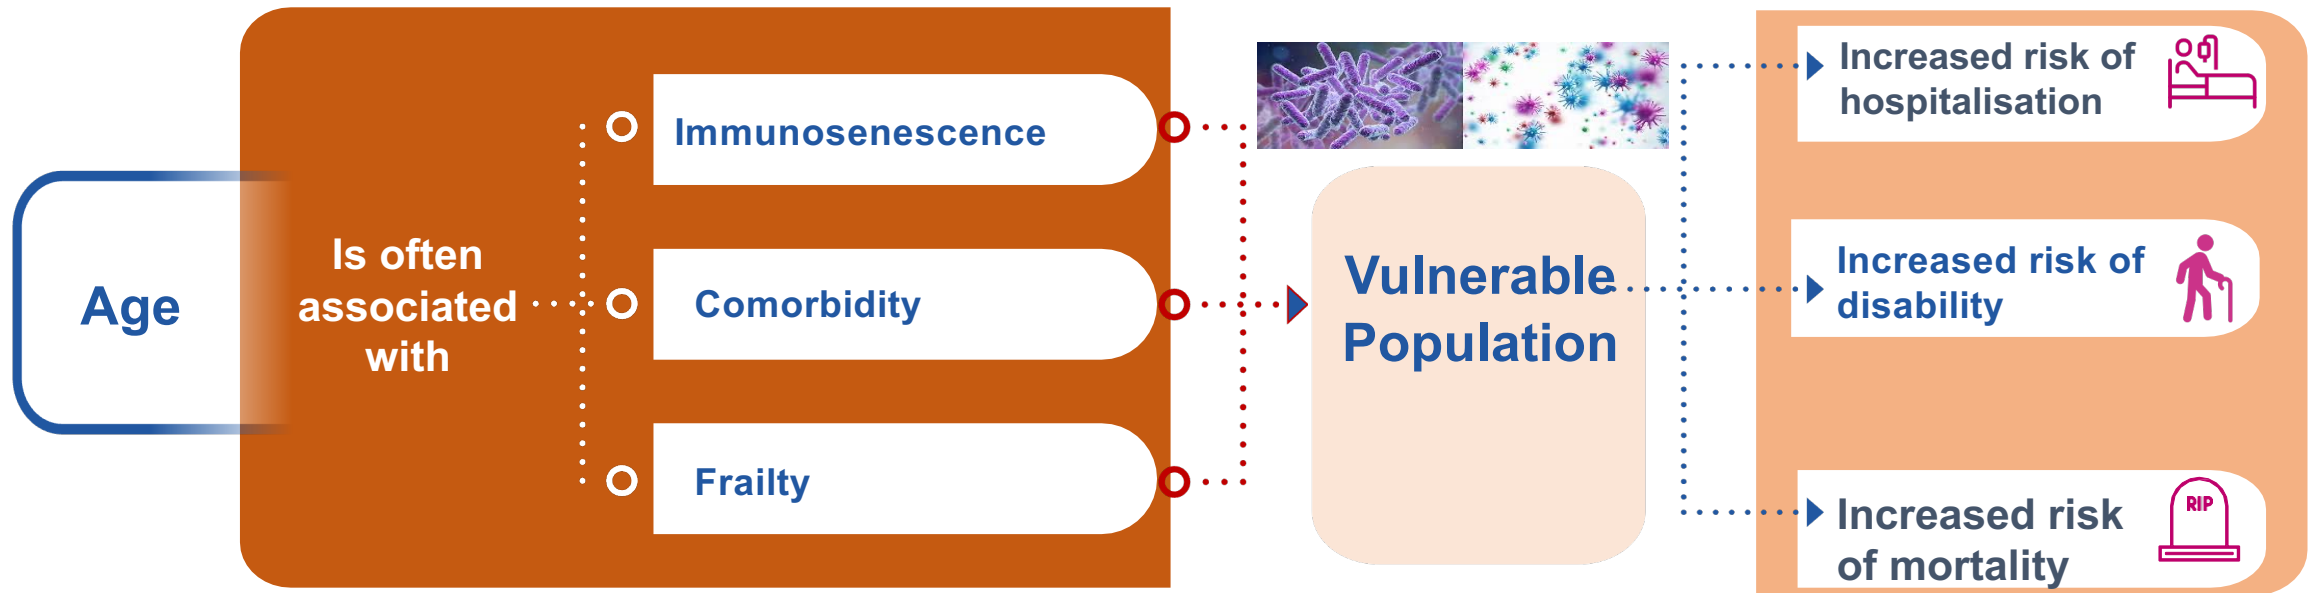 Age
Is often
associated
with
Immunosenescence
Comorbidity
Frailty
Vulnerable
Population
Increased risk of
hospitalisation
Increased risk of
disability
Increased risk
of mortality
RIP